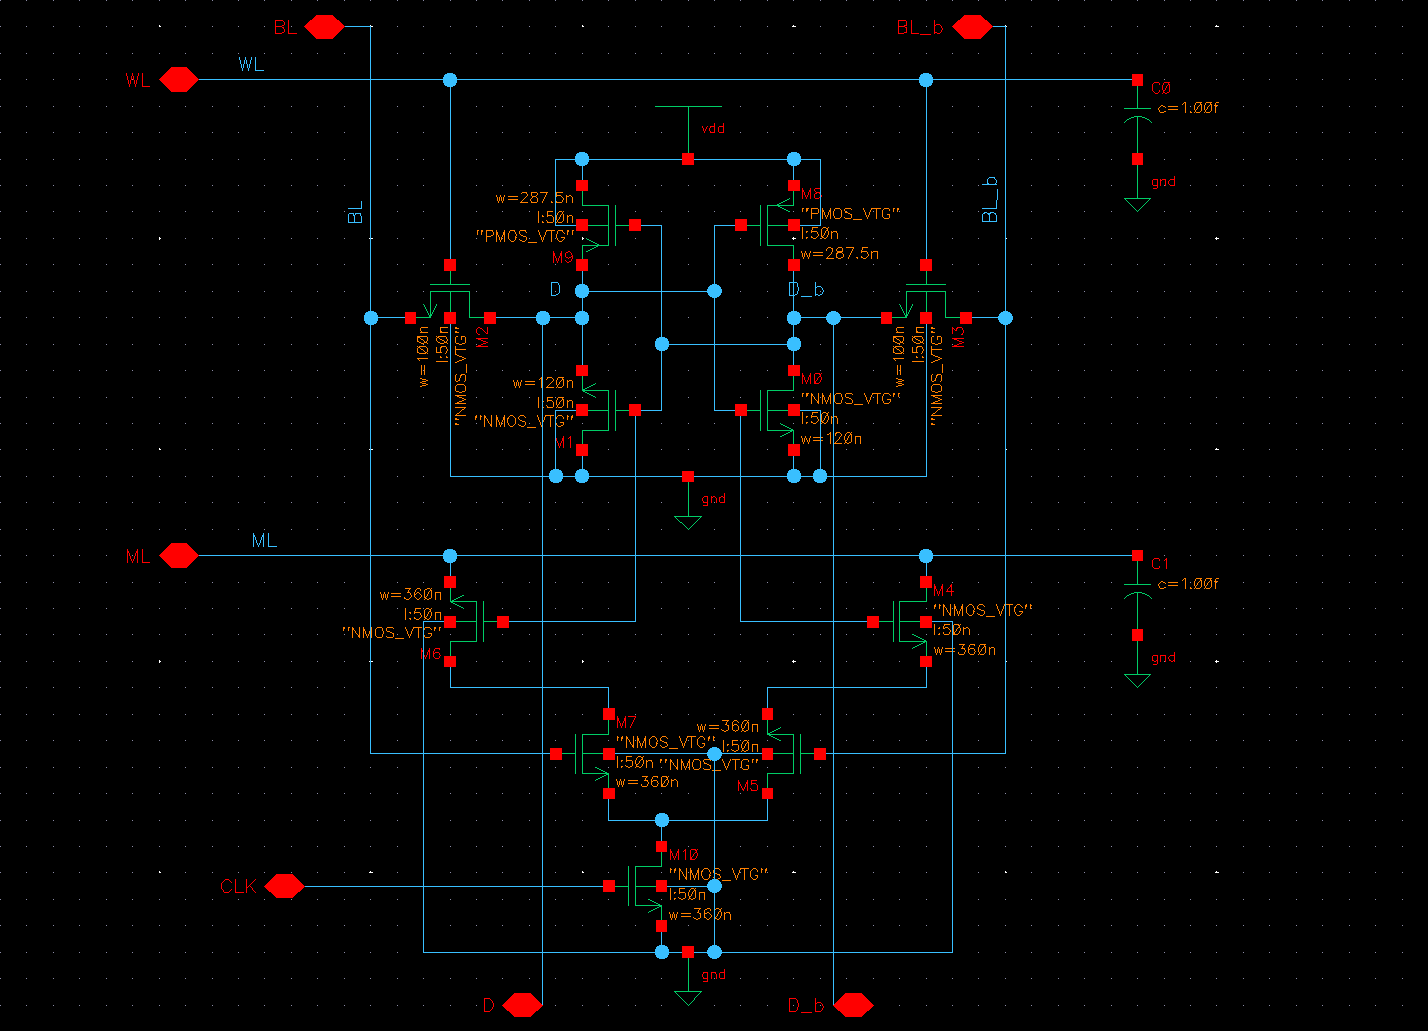 BL
BL_b
WL
WL
C0
c=1.00f
gnd
vdd
BL
BL_b
w=287.5n
l:50n
"PMOS_VTG"
M9
M8
"PMOS_VTG"
l:50n
w=287.5n
D
D_b
w=100n
l:50n
"NMOS_VTG"
M2
w=100n
l:50n
"NMOS_VTG"
M3
w=120n
l:50n
"NMOS_VTG"
M1
M0
"NMOS_VTG"
l:50n
w=120n
gnd
ML
ML
C1
c=1.00f
gnd
w=360n
l:50n
"NMOS_VTG"
M6
M4
"NMOS_VTG"
l:50n
w=360n
M7
"NMOS_VTG"
l:50n
w=360n
w=360n
l:50n
"NMOS_VTG"
M5
M10
"NMOS_VTG"
l:50n
w=360n
CLK
gnd
D
D_b